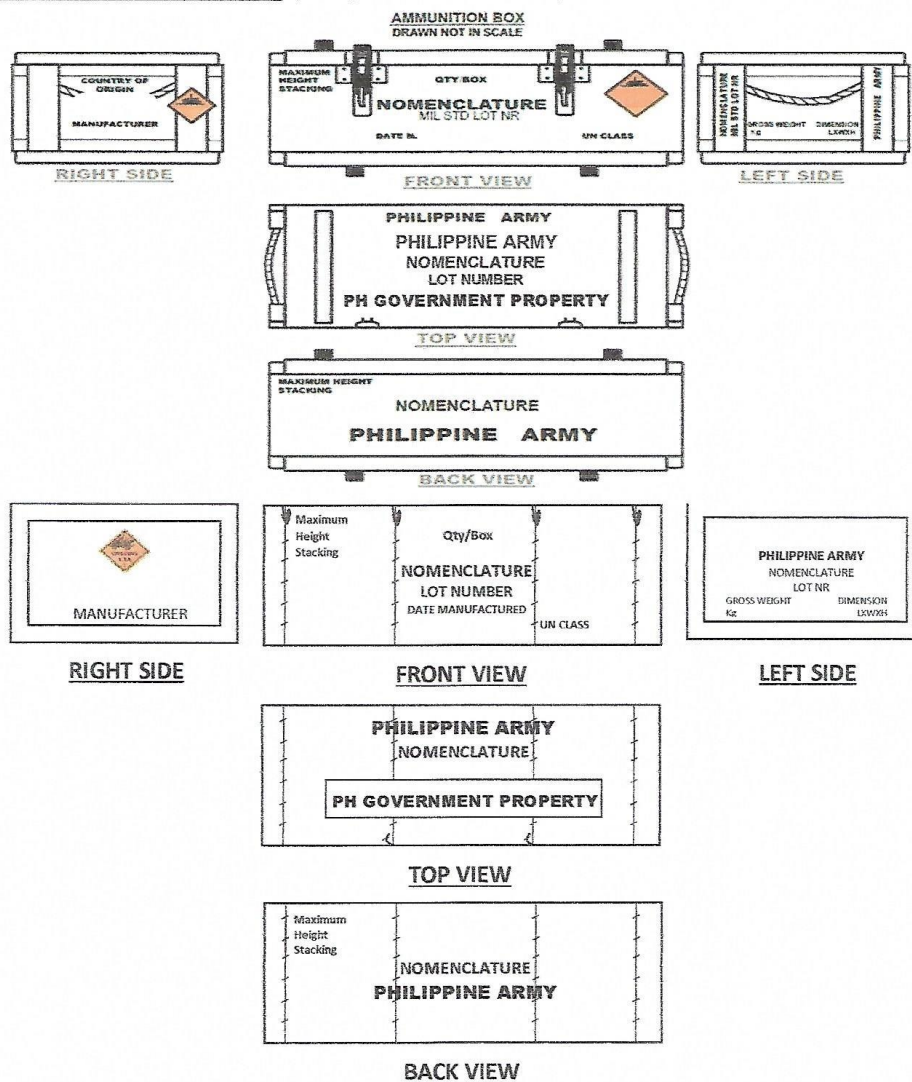 AMMUNITION BOX
DRAWN NOT IN SCALE
COUNTRY OF
ORIGIN
MANUFACTURER
RIGHT SIDE
MAXIMUM
HEIGHT
STACKING
QTY/BOX
NOMENCLATURE
MIL STD LOT NR
DATE M.
UN CLASS
FRONT VIEW
NOMENCLATURE
MIL STD LOT NR
GROSS WEIGHT
Kg
DIMENSION
LXWXH
PHILIPPINE ARMY
LEFT SIDE
PHILIPPINE ARMY
PHILIPPINE ARMY
NOMENCLATURE
LOT NUMBER
PH GOVERNMENT PROPERTY
TOP VIEW
MAXIMUM HEIGHT
STACKING
NOMENCLATURE
PHILIPPINE ARMY
BACK VIEW
MANUFACTURER
RIGHT SIDE
Maximum
Height
Stacking
Qty/Box
NOMENCLATURE
LOT NUMBER
DATE MANUFACTURED
UN CLASS
FRONT VIEW
PHILIPPINE ARMY
NOMENCLATURE
LOT NR
GROSS WEIGHT DIMENSION
Kg LXWXH
LEFT SIDE
PHILIPPINE ARMY
NOMENCLATURE
PH GOVERNMENT PROPERTY
TOP VIEW
Maximum
Height
Stacking
NOMENCLATURE
PHILIPPINE ARMY
BACK VIEW